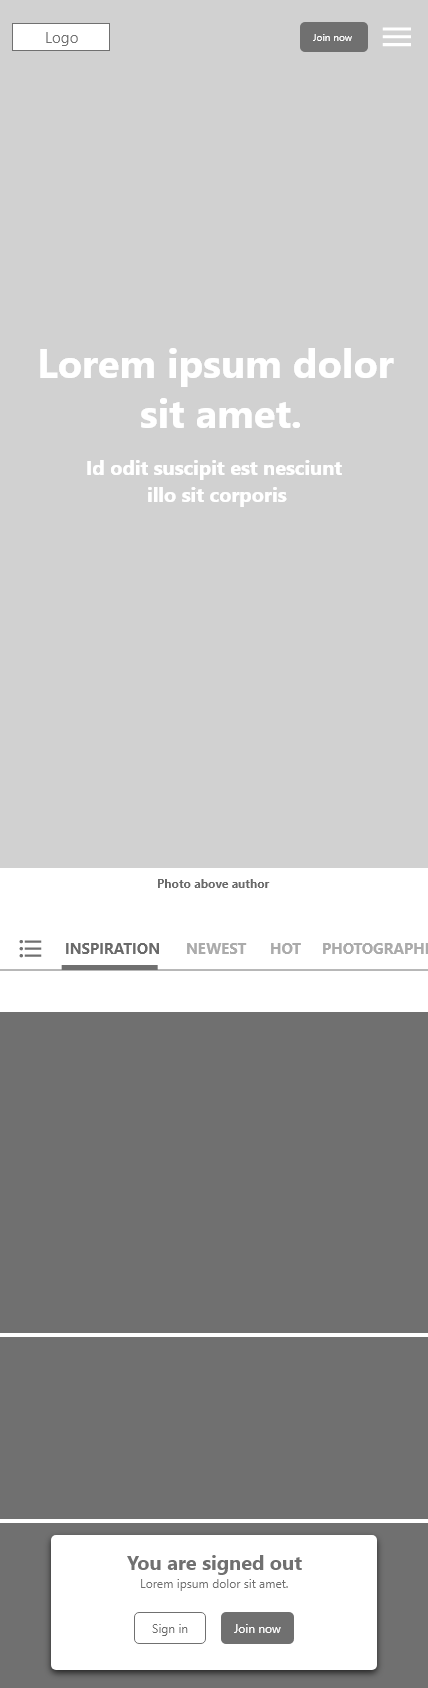 Logo
Join now
Lorem ipsum dolor
sit amet.
Id odit suscipit est nesciunt
illo sit corporis
Photo above author
INSPIRATION NEWEST HOT PHOTOGRAPHI
You are signed out
Lorem ipsum dolor sit amet.
Sign in
Join now